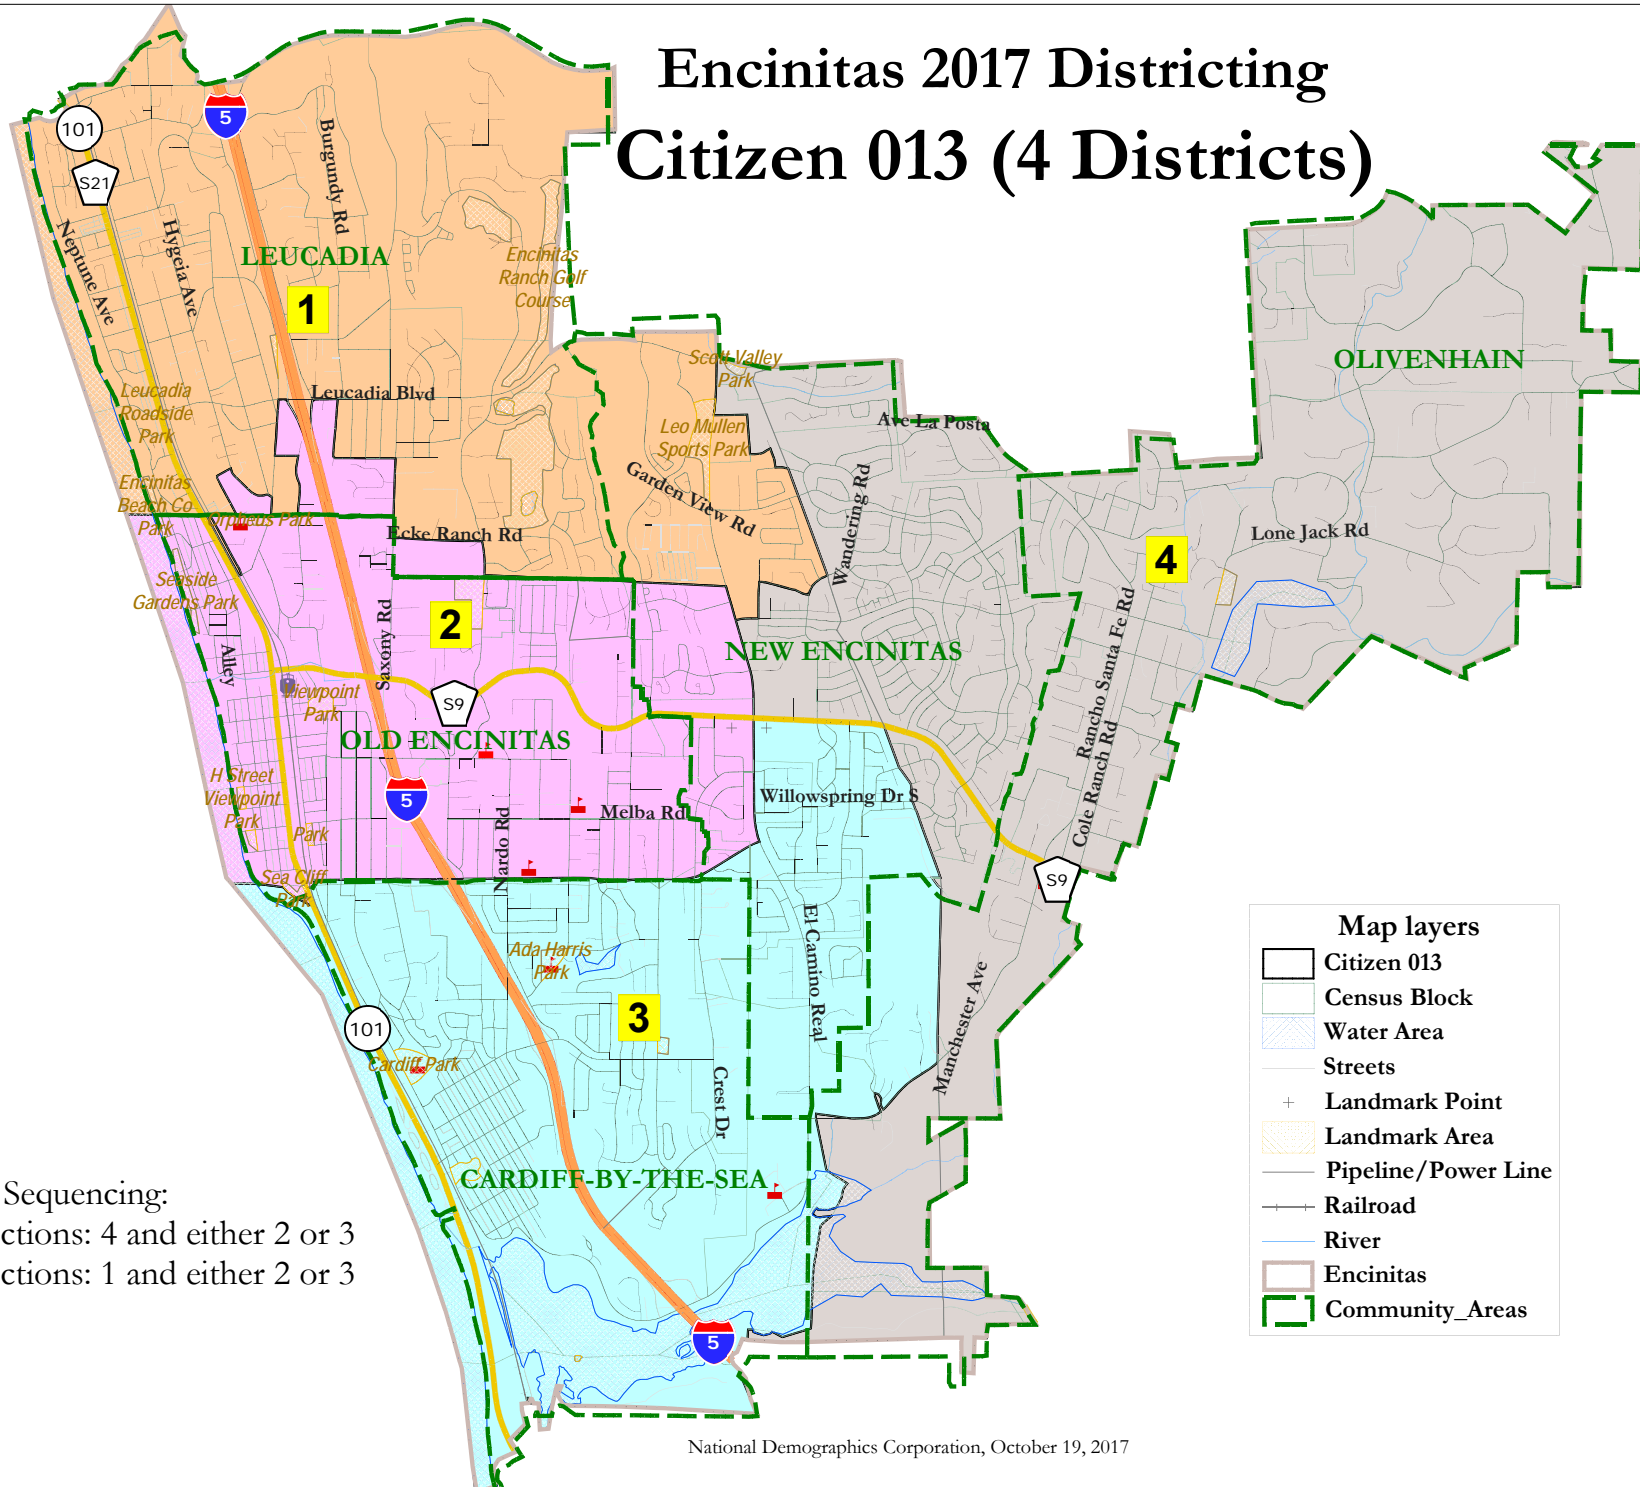 Encinitas 2017 Districting
Citizen 013 (4 Districts)
101
S21
5
Burgundy Rd
Neptune Ave
Hygeia Ave
LEUCADIA
1
Encinitas
Ranch Golf
Course
Leucadia Blvd
Leucadia
Roadside
Park
Scott Valley
Park
Leo Mullen
Sports Park
Ave La Posta
OLIVENHAIN
Encinitas
Beach Co
Park
Orpheus Park
Garden View Rd
Wandering Rd
Ecke Ranch Rd
Lone Jack Rd
4
Seaside
Gardens Park
2
Saxony Rd
Alley
NEW ENCINITAS
Rancho Santa Fe Rd
Viewpoint
Park
S9
OLD ENCINITAS
H Street
Viewpoint
Park
Park
5
Nardo Rd
Melba Rd
Willowspring Dr S
Cole Ranch Rd
S9
Sea Cliff
Park
Ada Harris
Park
El Camino Real
3
Manchester Ave
101
Cardiff Park
Crest Dr
CARDIFF-BY-THE-SEA
5
Sequencing:
ctions: 4 and either 2 or 3
ctions: 1 and either 2 or 3
Map layers
Citizen 013
Census Block
Water Area
Streets
Landmark Point
Landmark Area
Pipeline/Power Line
Railroad
River
Encinitas
Community_Areas
National Demographics Corporation, October 19, 2017